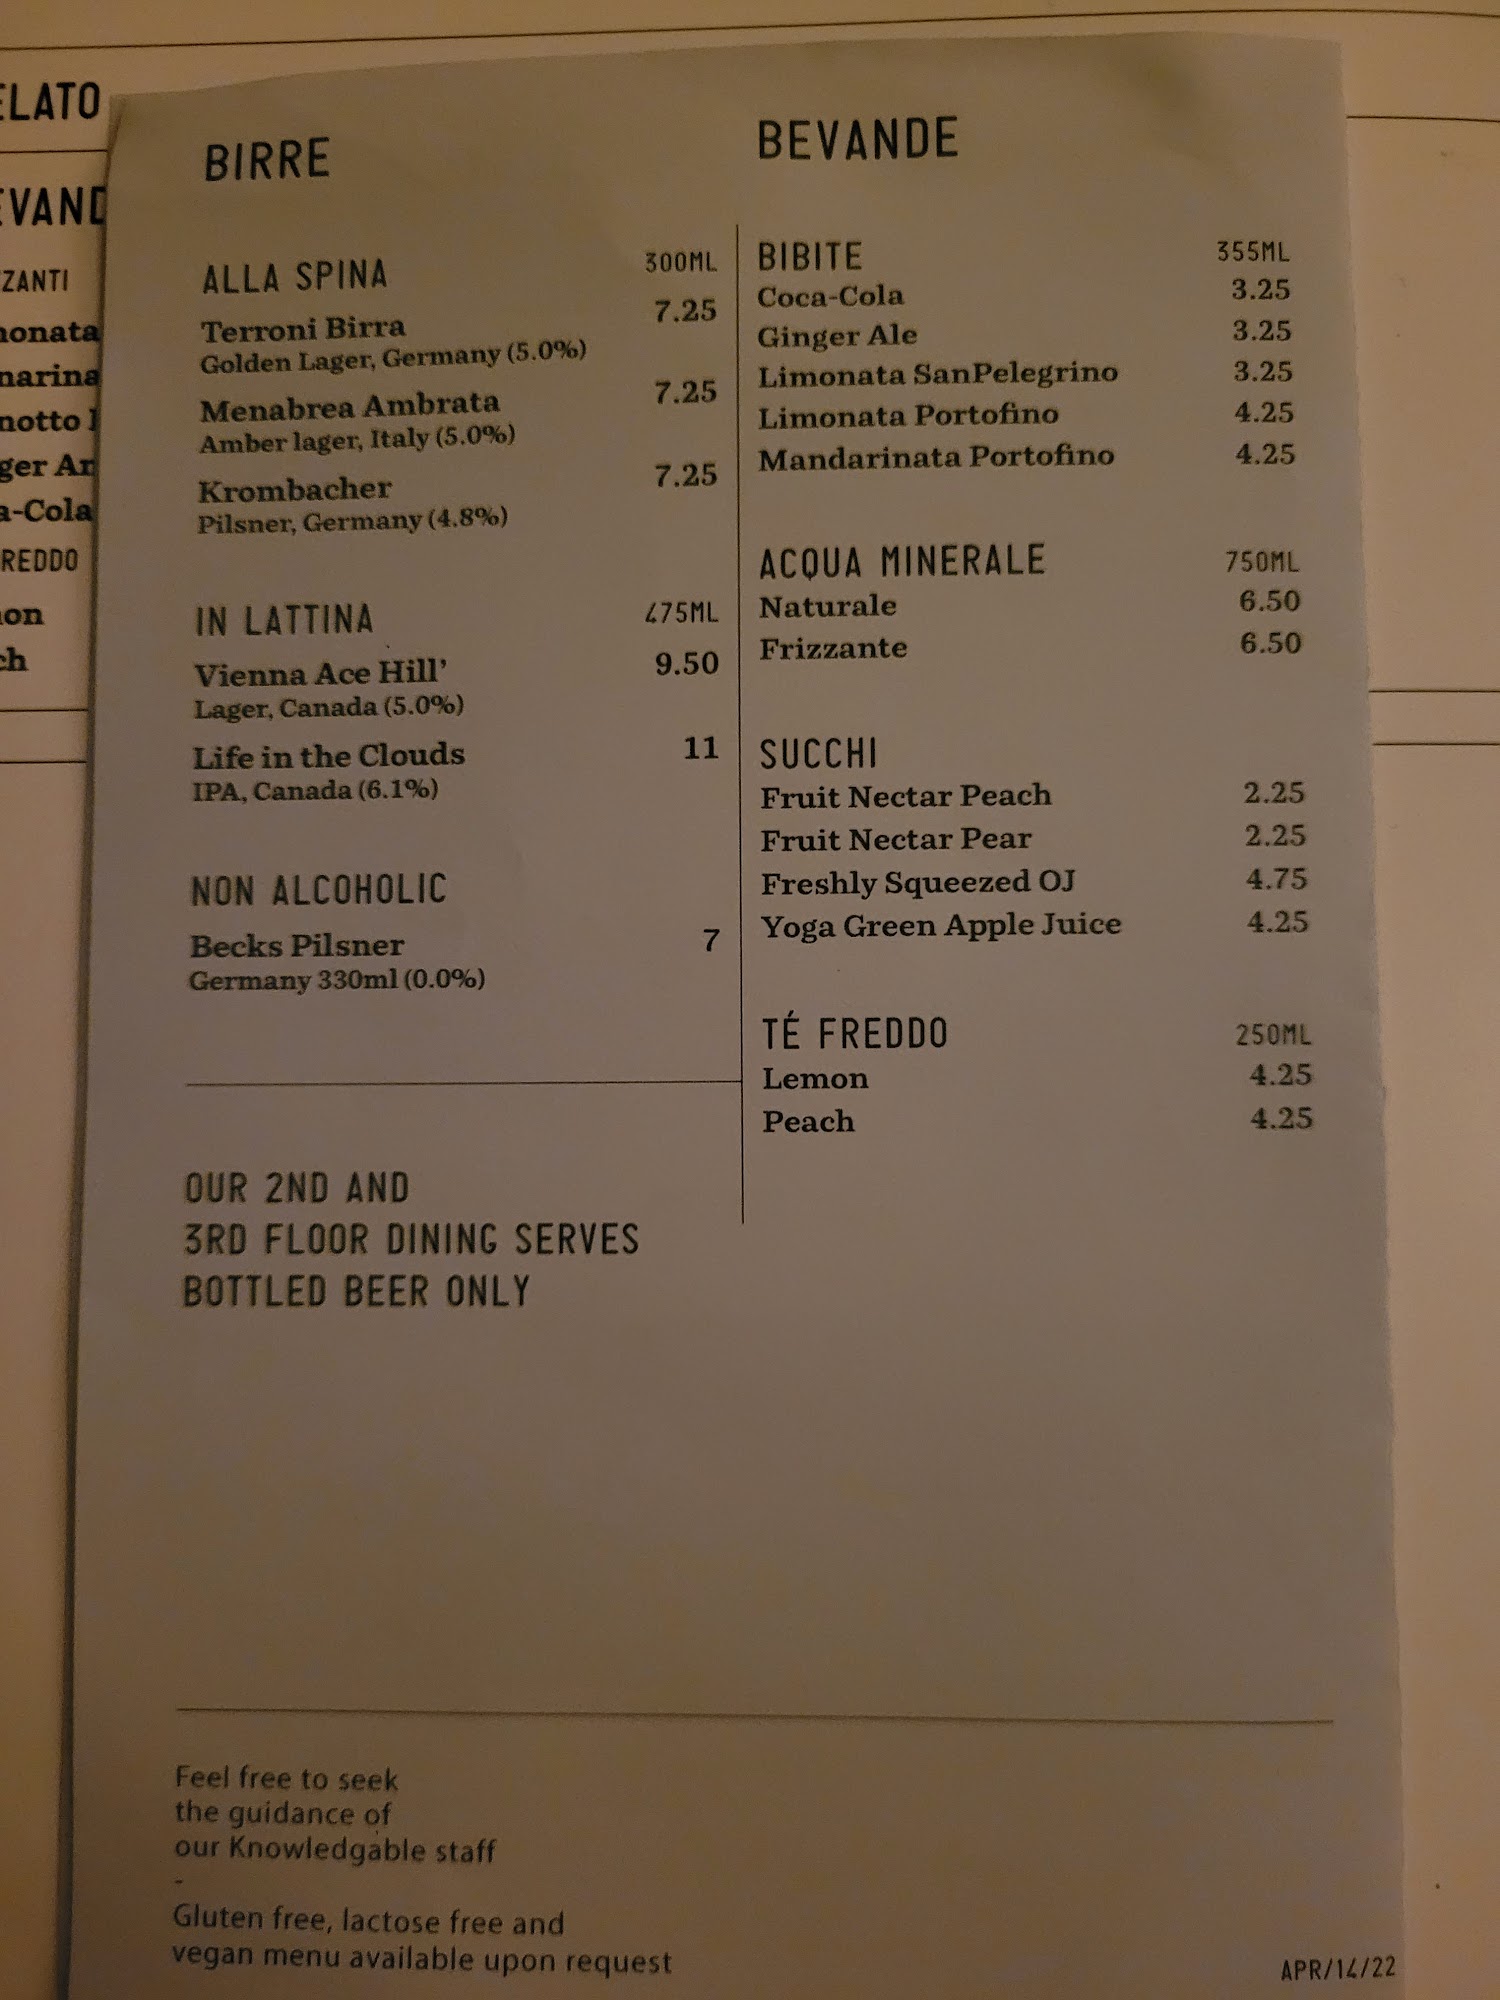 ELATO
EVAND
ZZANTI
nonata
narina
notto
ger
a-Cola
REDDO
BIRRE
ALLA SPINA 300ML
Terroni Birra 7.25
Golden Lager, Germany (5.0%)
Menabrea Ambrata 7.25
Amber lager, Italy (5.0%)
Krombacher 7.25
Pilsner, Germany (4.8%)
IN LATTINA 475ML
Vienna Ace Hill' 9.50
Lager, Canada (5.0%)
Life in the Clouds 11
IPA, Canada (6.1%)
NON ALCOHOLIC
Becks Pilsner 7
Germany 330ml (0.0%)
OUR 2ND AND
3RD FLOOR DINING SERVES
BOTTLED BEER ONLY
BEVANDE
BIBITE 355ML
Coca-Cola 3.25
Ginger Ale 3.25
Limonata SanPelegrino 3.25
Limonata Portofino 4.25
Mandarinata Portofino 4.25
ACQUA MINERALE 750ML
Naturale 6.50
Frizzante 6.50
SUCCHI
Fruit Nectar Peach 2.25
Fruit Nectar Pear 2.25
Freshly Squeezed OJ 4.75
Yoga Green Apple Juice 4.25
TÉ FREDDO 250ML
Lemon 4.25
Peach 4.25
Feel free to seek
the guidance of
our Knowledgable staff
-
Gluten free, lactose free and
vegan menu available upon request
APR/14/22